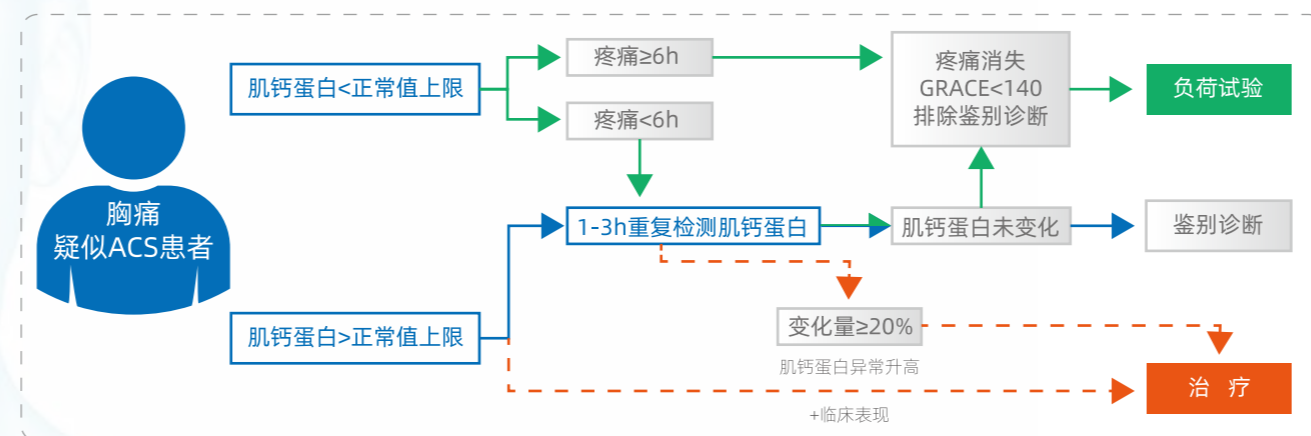 胸痛
疑似ACS患者
肌钙蛋白<正常值上限
疼痛≥6h
疼痛<6h
疼痛消失
GRACE<140
排除鉴别诊断
负荷试验
1-3h重复检测肌钙蛋白
肌钙蛋白未变化
鉴别诊断
肌钙蛋白>正常值上限
变化量≥20%
肌钙蛋白异常升高
治 疗
+临床表现